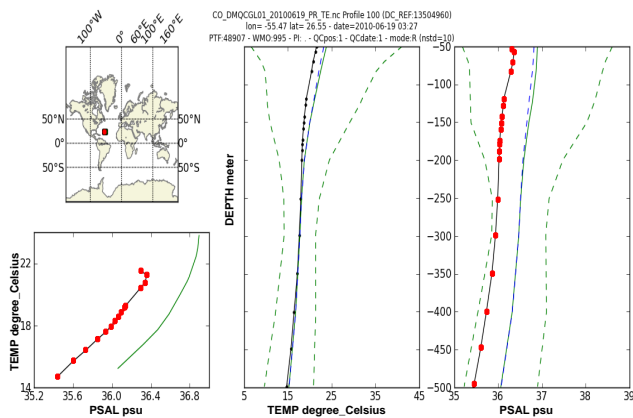 CO_DMQCGL01_20100619_PR_TE.nc Profile 100 (DC_REF:13504960)
lon= -55.47 lat= 26.55 - date=2010-06-19 03:27
PTF:48907 - WMO:995 - PI: . - QCpos:1 - QCdate:1 - mode:R (nstd=10)
100°W 0° 60°E 160°E
50°N 50°N
0° 0°
50°S 50°S
TEMP degree_Celsius
22
18
14
35.2 35.6 36.0 36.4 36.8
PSAL psu
DEPTH meter
5 15 25 35 45
TEMP degree_Celsius
−50
−100
−150
−200
−250
−300
−350
−400
−450
−500
35 36 37 38 39
PSAL psu